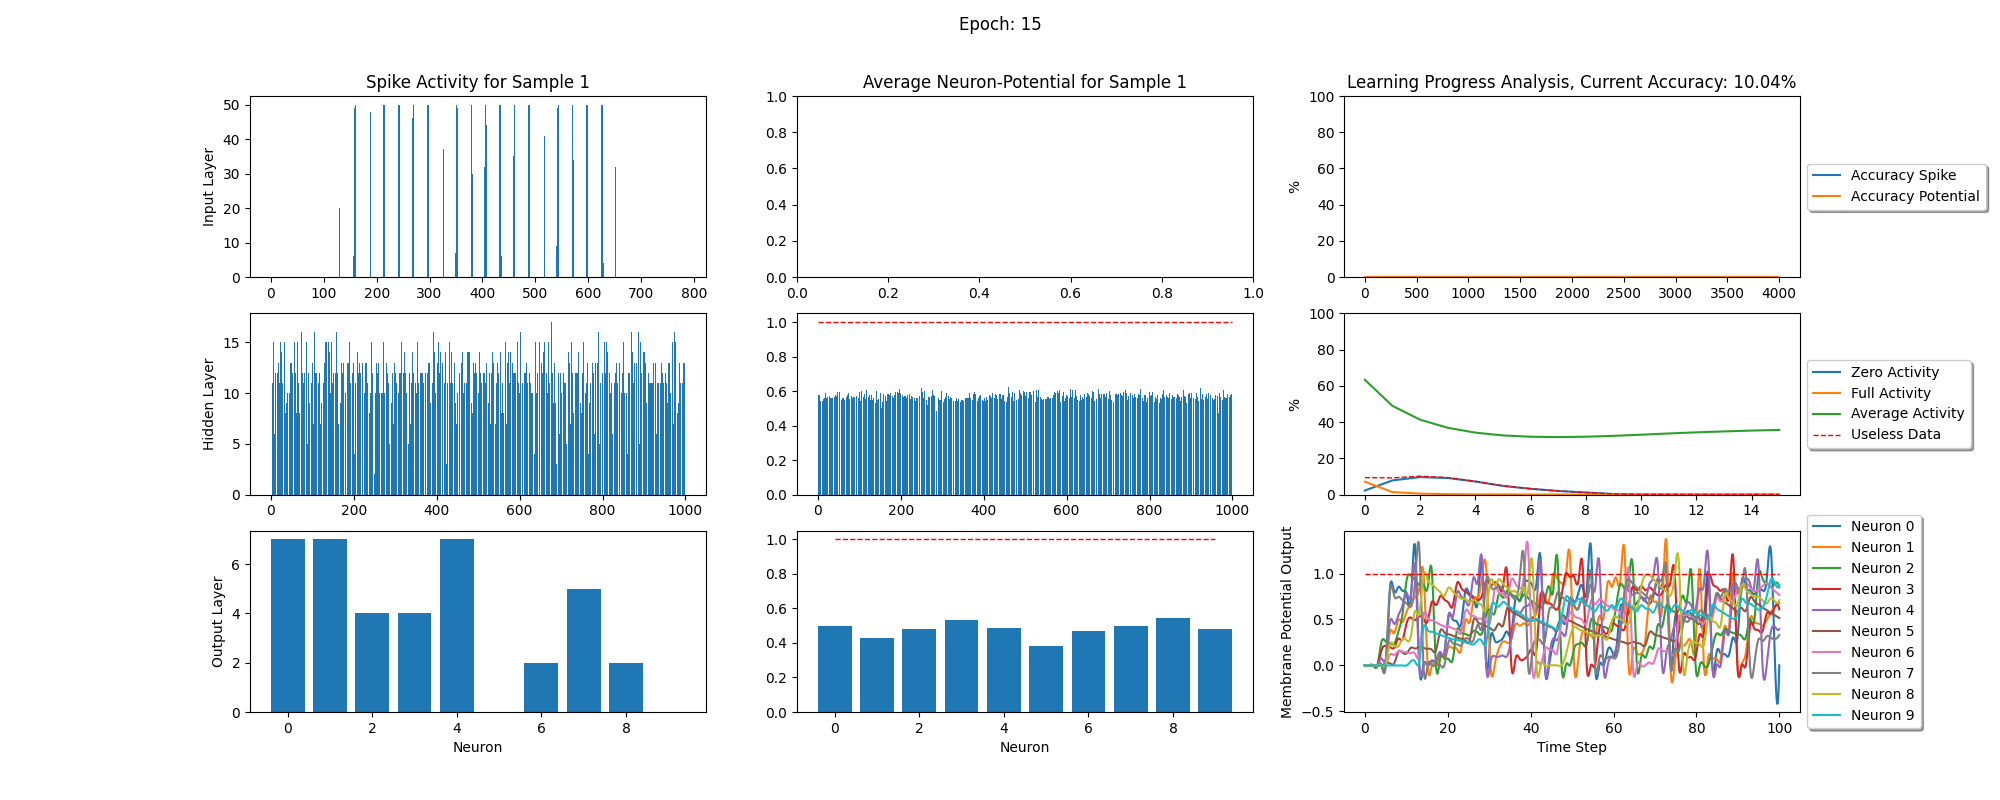 Epoch: 15
Spike Activity for Sample 1
Average Neuron-Potential for Sample 1
Learning Progress Analysis, Current Accuracy: 10.04%
Input Layer
50
40
30
20
10
0
0 100 200 300 400 500 600 700 800
1.0
0.8
0.6
0.4
0.2
0.0
0.0 0.2 0.4 0.6 0.8 1.0
%
100
80
60
40
20
0
0 500 1000 1500 2000 2500 3000 3500 4000
Accuracy Spike
Accuracy Potential
Hidden Layer
15
10
5
0
0 200 400 600 800 1000
1.0
0.8
0.6
0.4
0.2
0.0
0 200 400 600 800 1000
%
100
80
60
40
20
0
0 2 4 6 8 10 12 14
Zero Activity
Full Activity
Average Activity
Useless Data
Output Layer
6
4
2
0
0 2 4 6 8
Neuron
1.0
0.8
0.6
0.4
0.2
0.0
0 2 4 6 8
Neuron
Membrane Potential Output
1.0
0.5
0.0
−0.5
0 20 40 60 80 100
Time Step
Neuron 0
Neuron 1
Neuron 2
Neuron 3
Neuron 4
Neuron 5
Neuron 6
Neuron 7
Neuron 8
Neuron 9